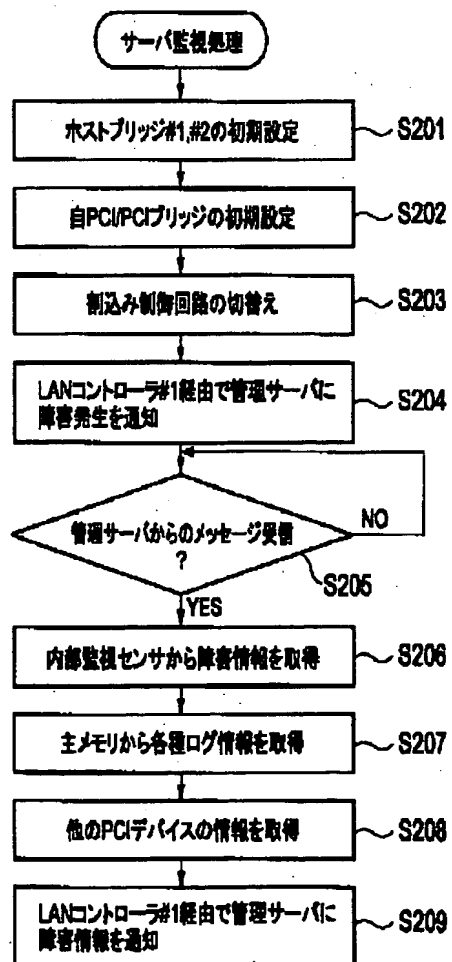 サーバ監視処理
ホストブリッジ#1,#2の初期設定
S201
自PCI/PCIブリッジの初期設定
S202
割込み制御回路の切替え
S203
LANコントローラ#1経由で管理サーバに
障害発生を通知
S204
管理サーバからのメッセージ受信
?
NO
S205
YES
内部監視センサから障害情報を取得
S206
主メモリから各種ログ情報を取得
S207
他のPCIデバイスの情報を取得
S208
LANコントローラ#1経由で管理サーバに
障害情報を通知
S209